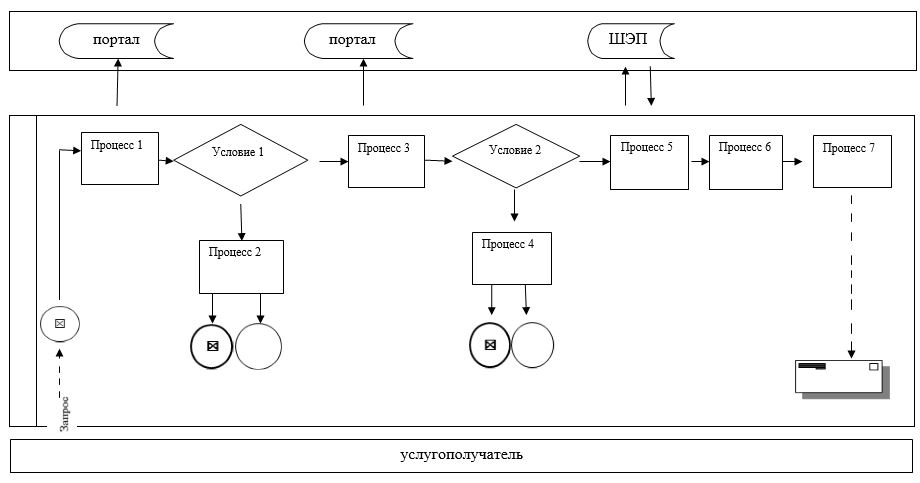 портал
портал
ШЭП
Процесс 1
Условие 1
Процесс 3
Условие 2
Процесс 5
Процесс 6
Процесс 7
Процесс 2
Процесс 4
Запрос
услугополучатель